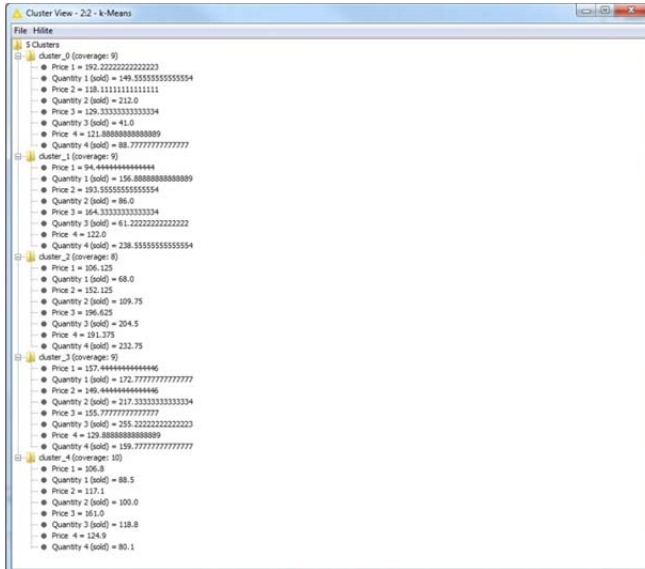 Cluster View - 2:2 - k-Means
File Hilite
5 Clusters
cluster_0 (coverage: 9)
Price 1 = 192.22222222222223
Quantity 1 (sold) = 149.55555555555554
Price 2 = 118.11111111111111
Quantity 2 (sold) = 212.0
Price 3 = 129.33333333333334
Quantity 3 (sold) = 41.0
Price 4 = 121.88888888888889
Quantity 4 (sold) = 88.77777777777777
cluster_1 (coverage: 9)
Price 1 = 94.44444444444444
Quantity 1 (sold) = 156.88888888888889
Price 2 = 193.55555555555554
Quantity 2 (sold) = 86.0
Price 3 = 164.33333333333334
Quantity 3 (sold) = 61.22222222222222
Price 4 = 122.0
Quantity 4 (sold) = 238.55555555555554
cluster_2 (coverage: 8)
Price 1 = 106.125
Quantity 1 (sold) = 68.0
Price 2 = 152.125
Quantity 2 (sold) = 109.75
Price 3 = 196.625
Quantity 3 (sold) = 204.5
Price 4 = 191.375
Quantity 4 (sold) = 232.75
cluster_3 (coverage: 9)
Price 1 = 157.44444444444446
Quantity 1 (sold) = 172.77777777777777
Price 2 = 149.44444444444446
Quantity 2 (sold) = 217.33333333333334
Price 3 = 155.77777777777777
Quantity 3 (sold) = 255.22222222222223
Price 4 = 129.88888888888889
Quantity 4 (sold) = 159.77777777777777
cluster_4 (coverage: 10)
Price 1 = 106.8
Quantity 1 (sold) = 88.5
Price 2 = 117.1
Quantity 2 (sold) = 100.0
Price 3 = 161.0
Quantity 3 (sold) = 118.8
Price 4 = 124.9
Quantity 4 (sold) = 80.1